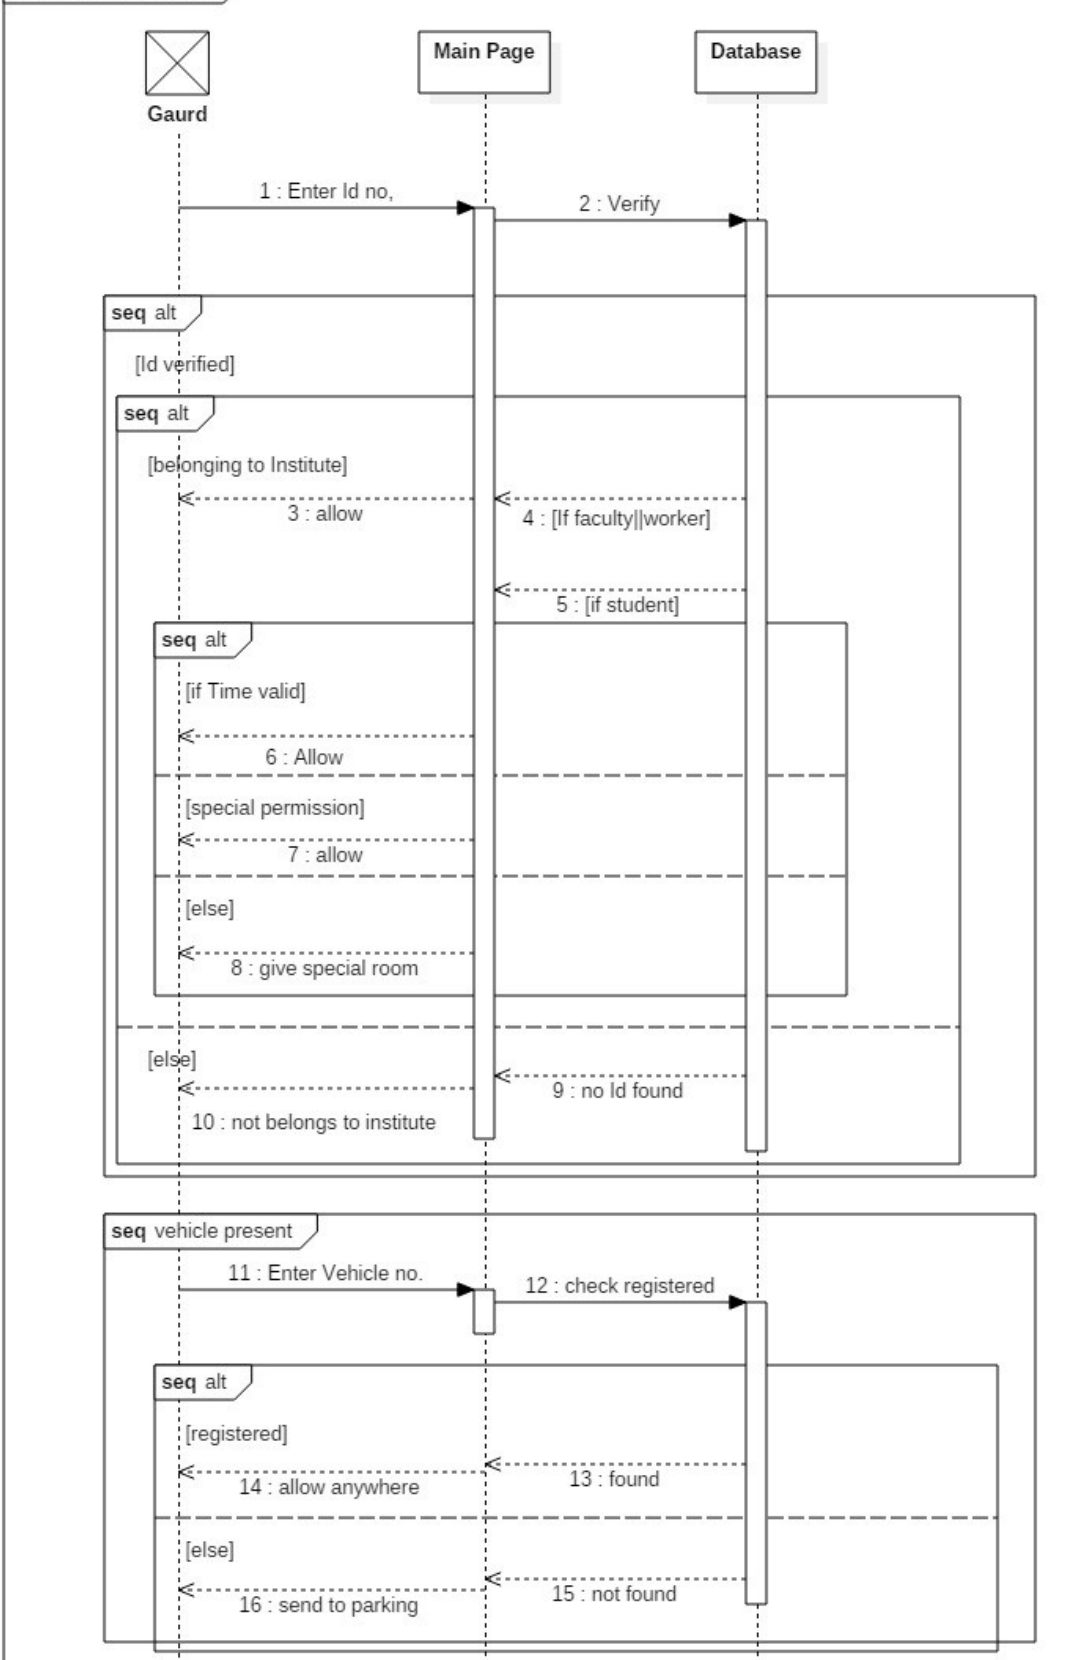 Main Page
Database
Gaurd
1 : Enter Id no,
2 : Verify
seq alt
[Id verified]
seq alt
[belonging to Institute]
3 : allow
4 : [If faculty||worker]
5 : [if student]
seq alt
[if Time valid]
6 : Allow
[special permission]
7 : allow
[else]
8 : give special room
[else]
9 : no Id found
10 : not belongs to institute
seq vehicle present
11 : Enter Vehicle no.
12 : check registered
seq alt
[registered]
13 : found
14 : allow anywhere
[else]
15 : not found
16 : send to parking